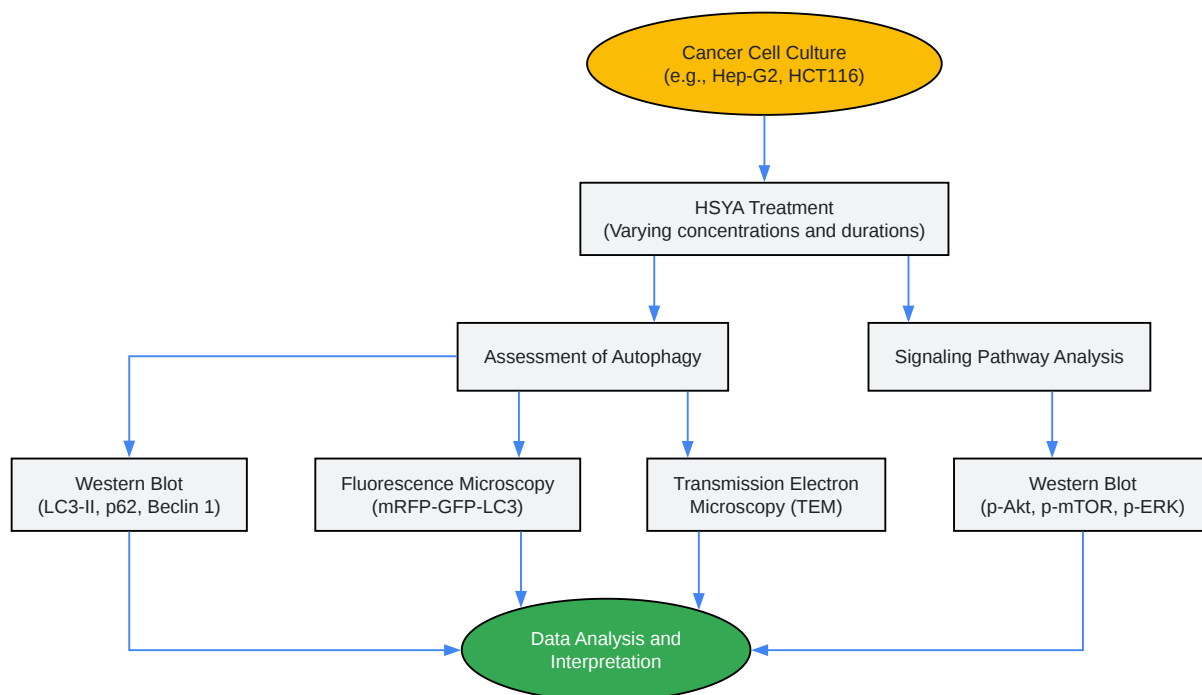 Cancer Cell Culture
(e.g., Hep-G2, HCT116)
HSYA Treatment
(Varying concentrations and durations)
Assessment of Autophagy
Signaling Pathway Analysis
Western Blot
(LC3-II, p62, Beclin 1)
Fluorescence Microscopy
(mRFP-GFP-LC3)
Transmission Electron
Microscopy (TEM)
Western Blot
(p-Akt, p-mTOR, p-ERK)
Data Analysis and
Interpretation